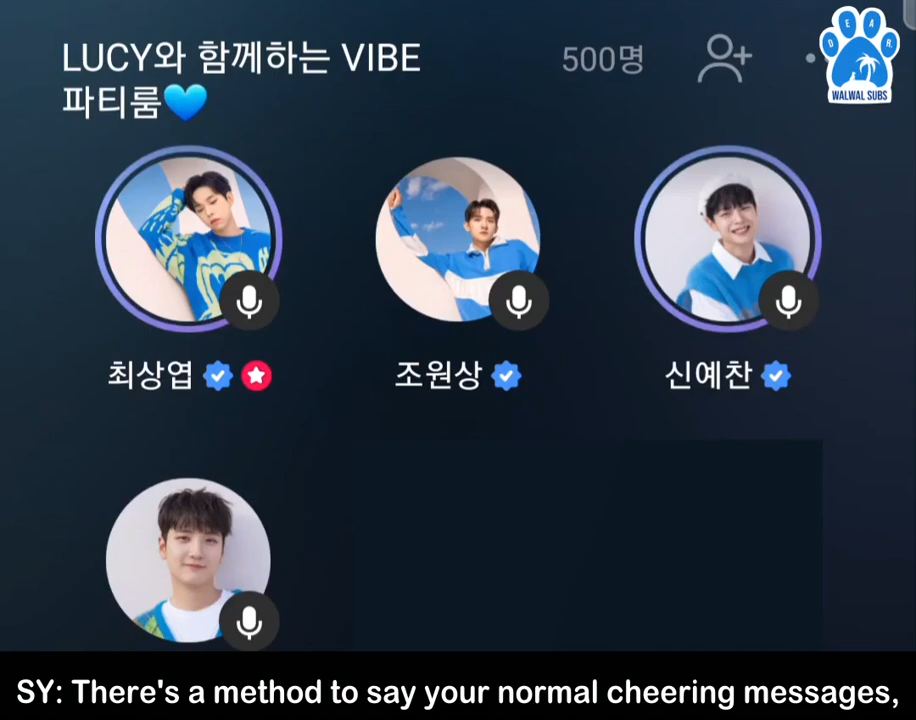 LUCY와 함께하는 VIBE
파티룸💙
500명
D E A R.
WALWAL SUBS
최상엽
조원상
신예찬
SY: There's a method to say your normal cheering messages,